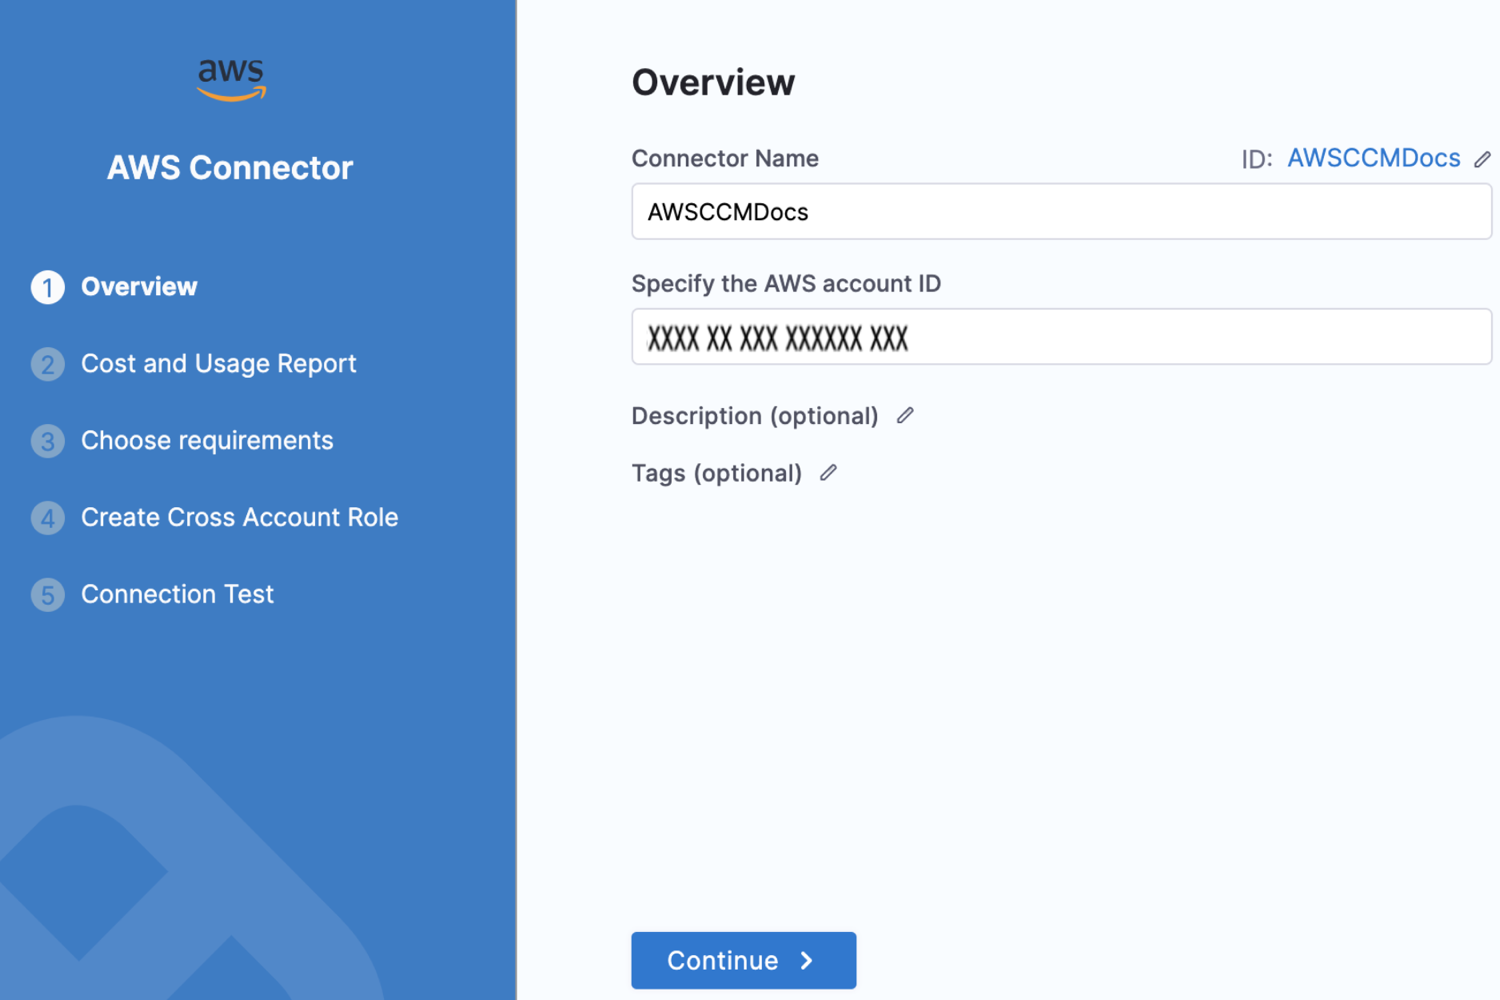 aws
AWS Connector
1 Overview
2 Cost and Usage Report
3 Choose requirements
4 Create Cross Account Role
5 Connection Test
Overview
Connector Name
ID: AWSCCMDocs
AWSCCMDocs
Specify the AWS account ID
XXXX XX XXX XXXXXX XXX
Description (optional)
Tags (optional)
Continue